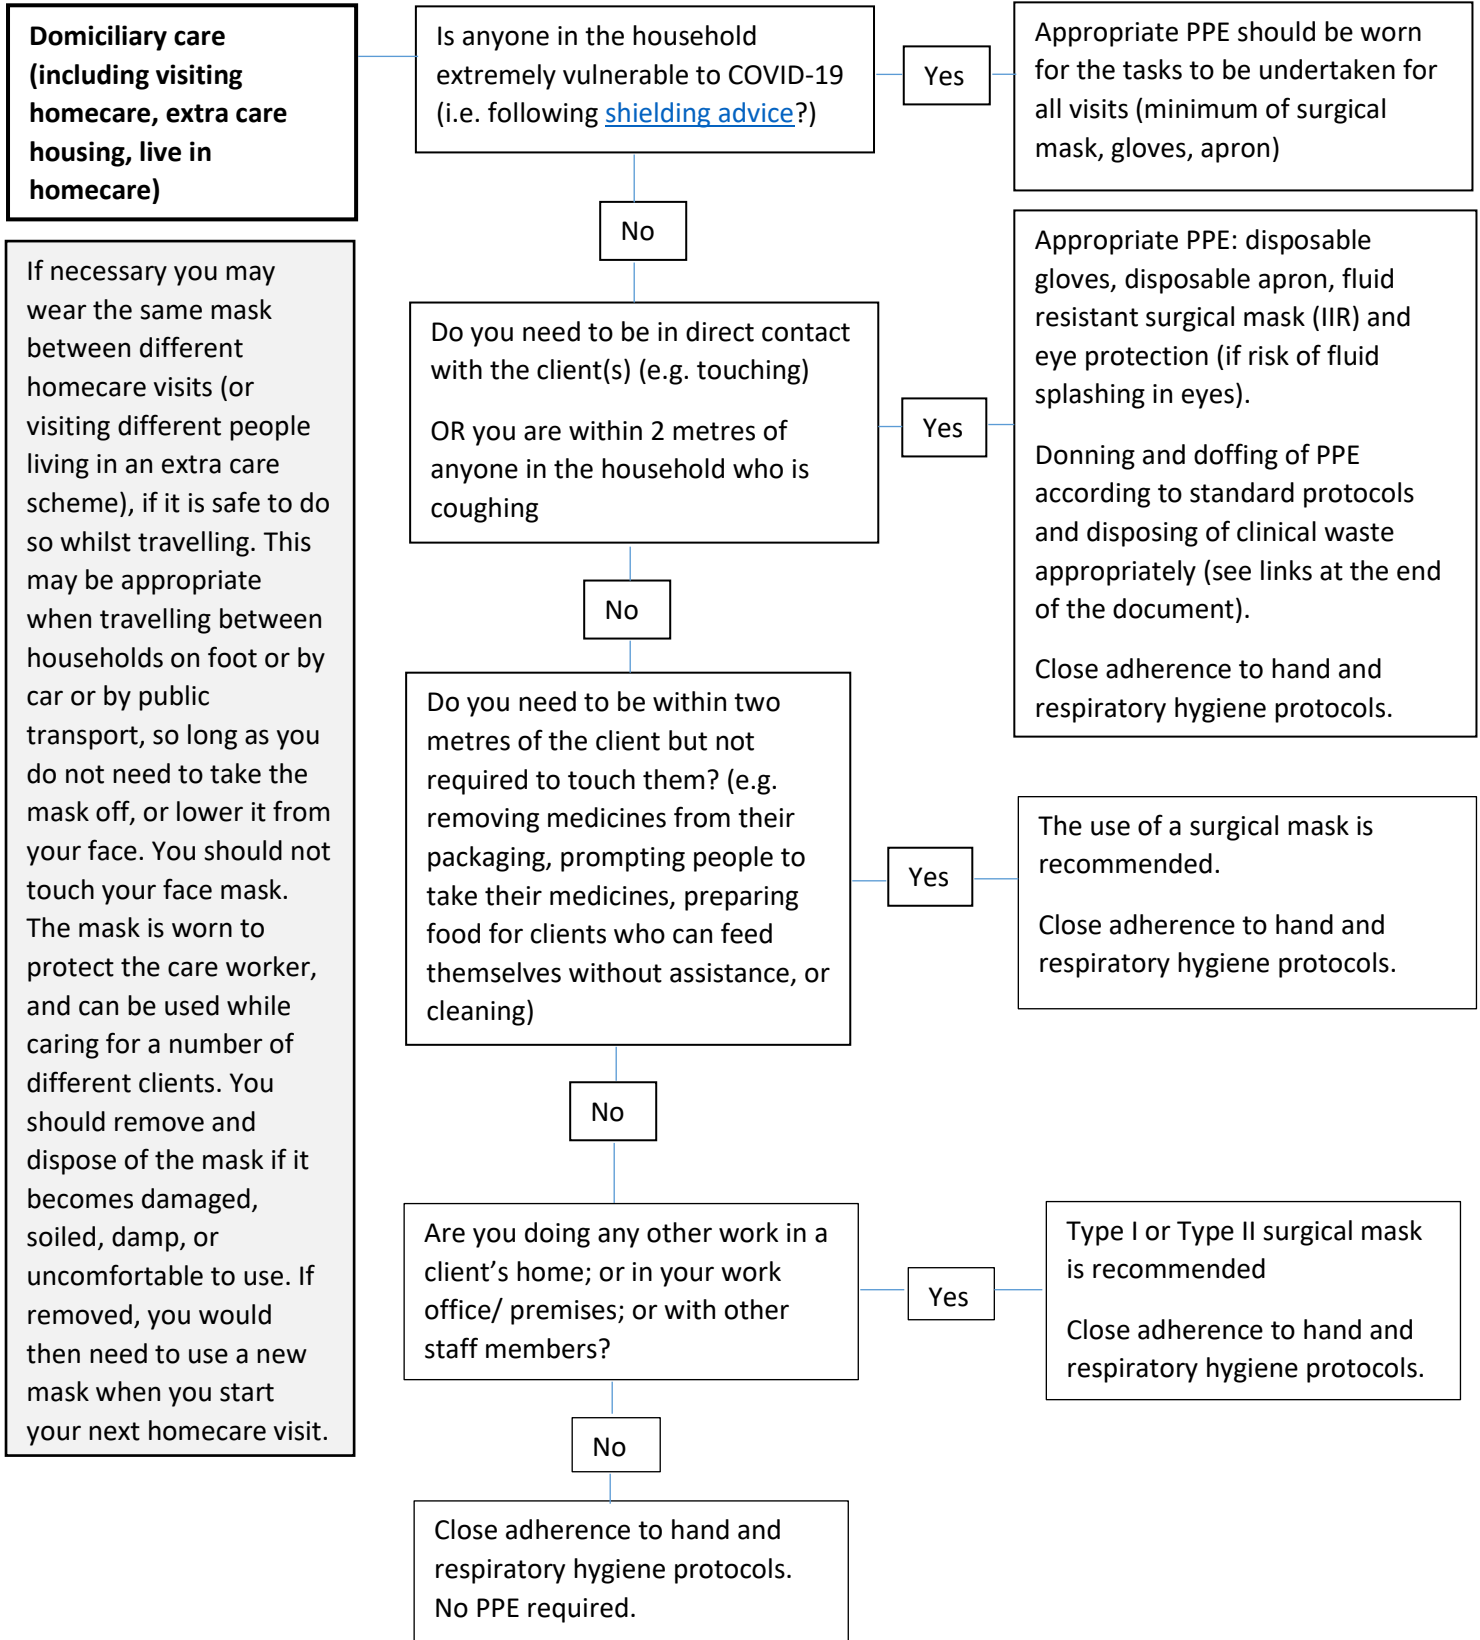 Domiciliary care
(including visiting
homecare, extra care
housing, live in
homecare)
Is anyone in the household
extremely vulnerable to COVID-19
(i.e. following shielding advice?)
Yes
Appropriate PPE should be worn
for the tasks to be undertaken for
all visits (minimum of surgical
mask, gloves, apron)
No
If necessary you may
wear the same mask
between different
homecare visits (or
visiting different people
living in an extra care
scheme), if it is safe to do
so whilst travelling. This
may be appropriate
when travelling between
households on foot or by
car or by public
transport, so long as you
do not need to take the
mask off, or lower it from
your face. You should not
touch your face mask.
The mask is worn to
protect the care worker,
and can be used while
caring for a number of
different clients. You
should remove and
dispose of the mask if it
becomes damaged,
soiled, damp, or
uncomfortable to use. If
removed, you would
then need to use a new
mask when you start
your next homecare visit.
Do you need to be in direct contact
with the client(s) (e.g. touching)
OR you are within 2 metres of
anyone in the household who is
coughing
Yes
Appropriate PPE: disposable
gloves, disposable apron, fluid
resistant surgical mask (IIR) and
eye protection (if risk of fluid
splashing in eyes).
Donning and doffing of PPE
according to standard protocols
and disposing of clinical waste
appropriately (see links at the end
of the document).
Close adherence to hand and
respiratory hygiene protocols.
No
Do you need to be within two
metres of the client but not
required to touch them? (e.g.
removing medicines from their
packaging, prompting people to
take their medicines, preparing
food for clients who can feed
themselves without assistance, or
cleaning)
Yes
The use of a surgical mask is
recommended.
Close adherence to hand and
respiratory hygiene protocols.
No
Are you doing any other work in a
client’s home; or in your work
office/ premises; or with other
staff members?
Yes
Type I or Type II surgical mask
is recommended
Close adherence to hand and
respiratory hygiene protocols.
No
Close adherence to hand and
respiratory hygiene protocols.
No PPE required.